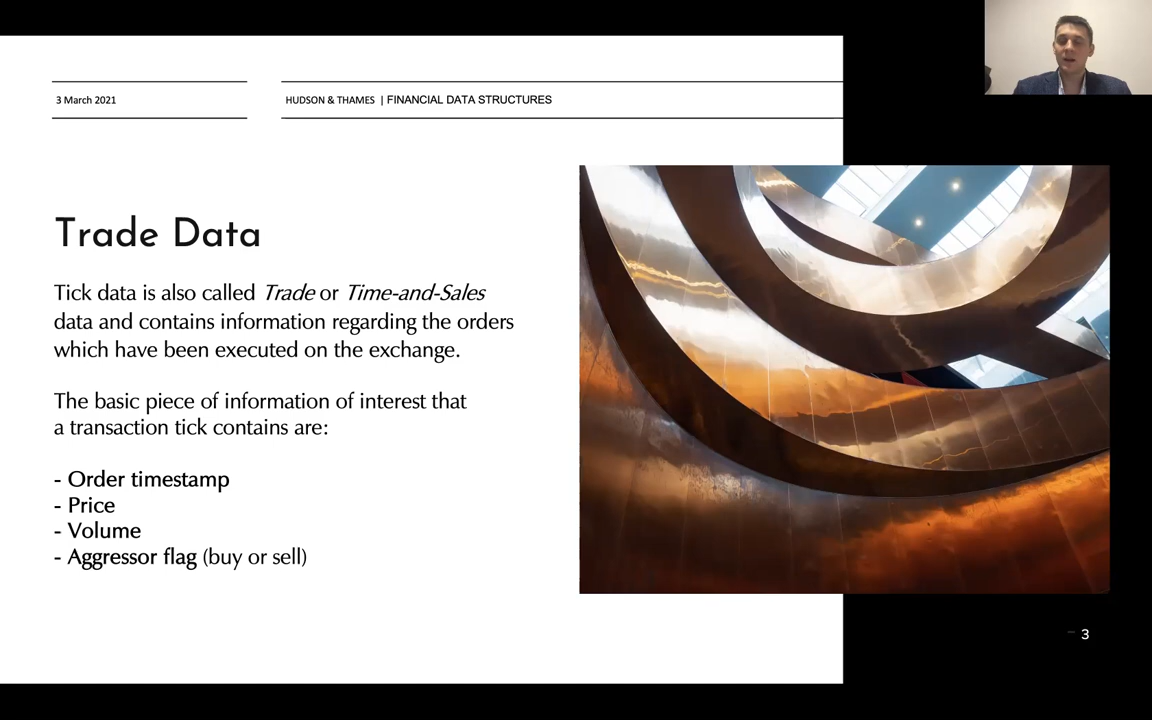 3 March 2021
HUDSON & THAMES | FINANCIAL DATA STRUCTURES
Trade Data
Tick data is also called Trade or Time-and-Sales
data and contains information regarding the orders
which have been executed on the exchange.
The basic piece of information of interest that
a transaction tick contains are:
- Order timestamp
- Price
- Volume
- Aggressor flag (buy or sell)
3